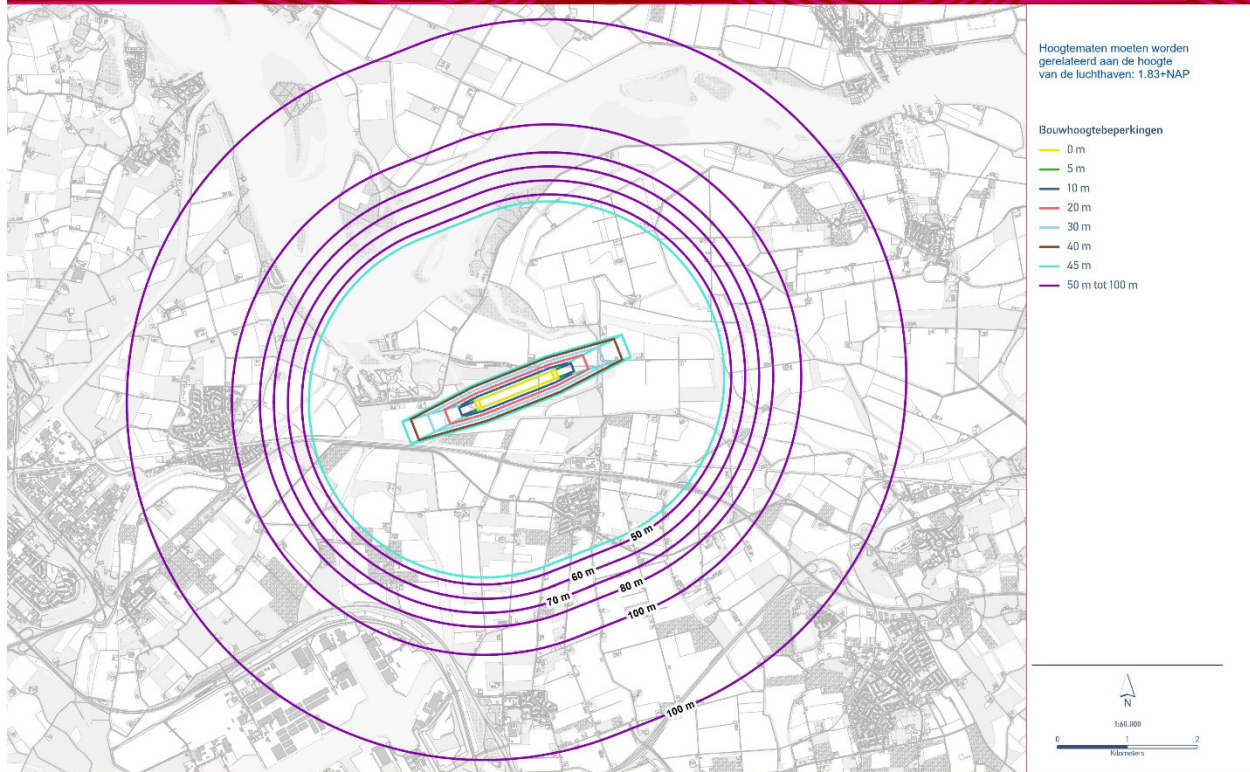 Hoogtematen moeten worden
gerelateerd aan de hoogte
van de luchthaven: 1.83+NAP
Bouwhoogtebeperkingen
0 m
5 m
10 m
20 m
30 m
40 m
45 m
50 m tot 100 m
50 m
60 m
70 m
80 m
100 m
100 m
N
1:60.000
0 1 2
Kilometers